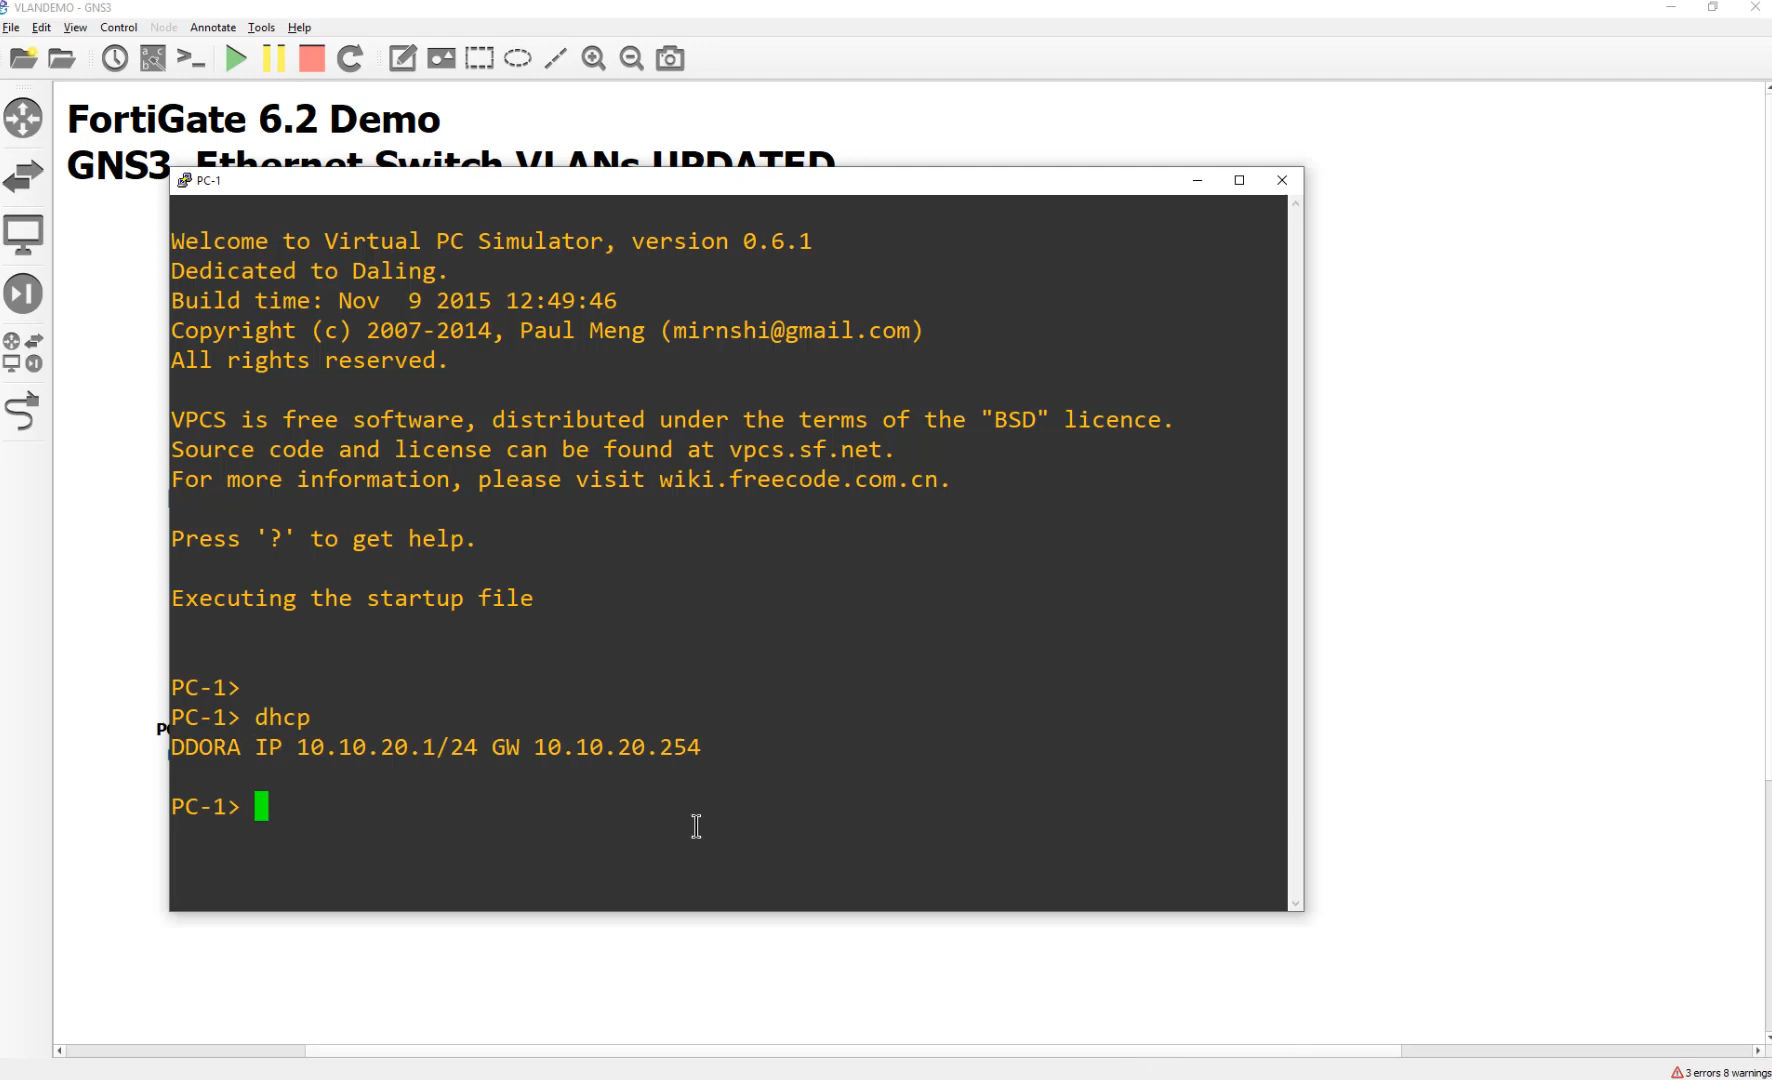 VLANDEMO - GNS3
File Edit View Control Node Annotate Tools Help
FortiGate 6.2 Demo
GNS3 Ethernet Switch VLANs UPDATED
PC-1
Welcome to Virtual PC Simulator, version 0.6.1
Dedicated to Daling.
Build time: Nov  9 2015 12:49:46
Copyright (c) 2007-2014, Paul Meng (mirnshi@gmail.com)
All rights reserved.
VPCS is free software, distributed under the terms of the "BSD" licence.
Source code and license can be found at vpcs.sf.net.
For more information, please visit wiki.freecode.com.cn.
Press '?' to get help.
Executing the startup file
PC-1>
PC-1> dhcp
DDORA IP 10.10.20.1/24 GW 10.10.20.254
PC-1>
3 errors 8 warnings